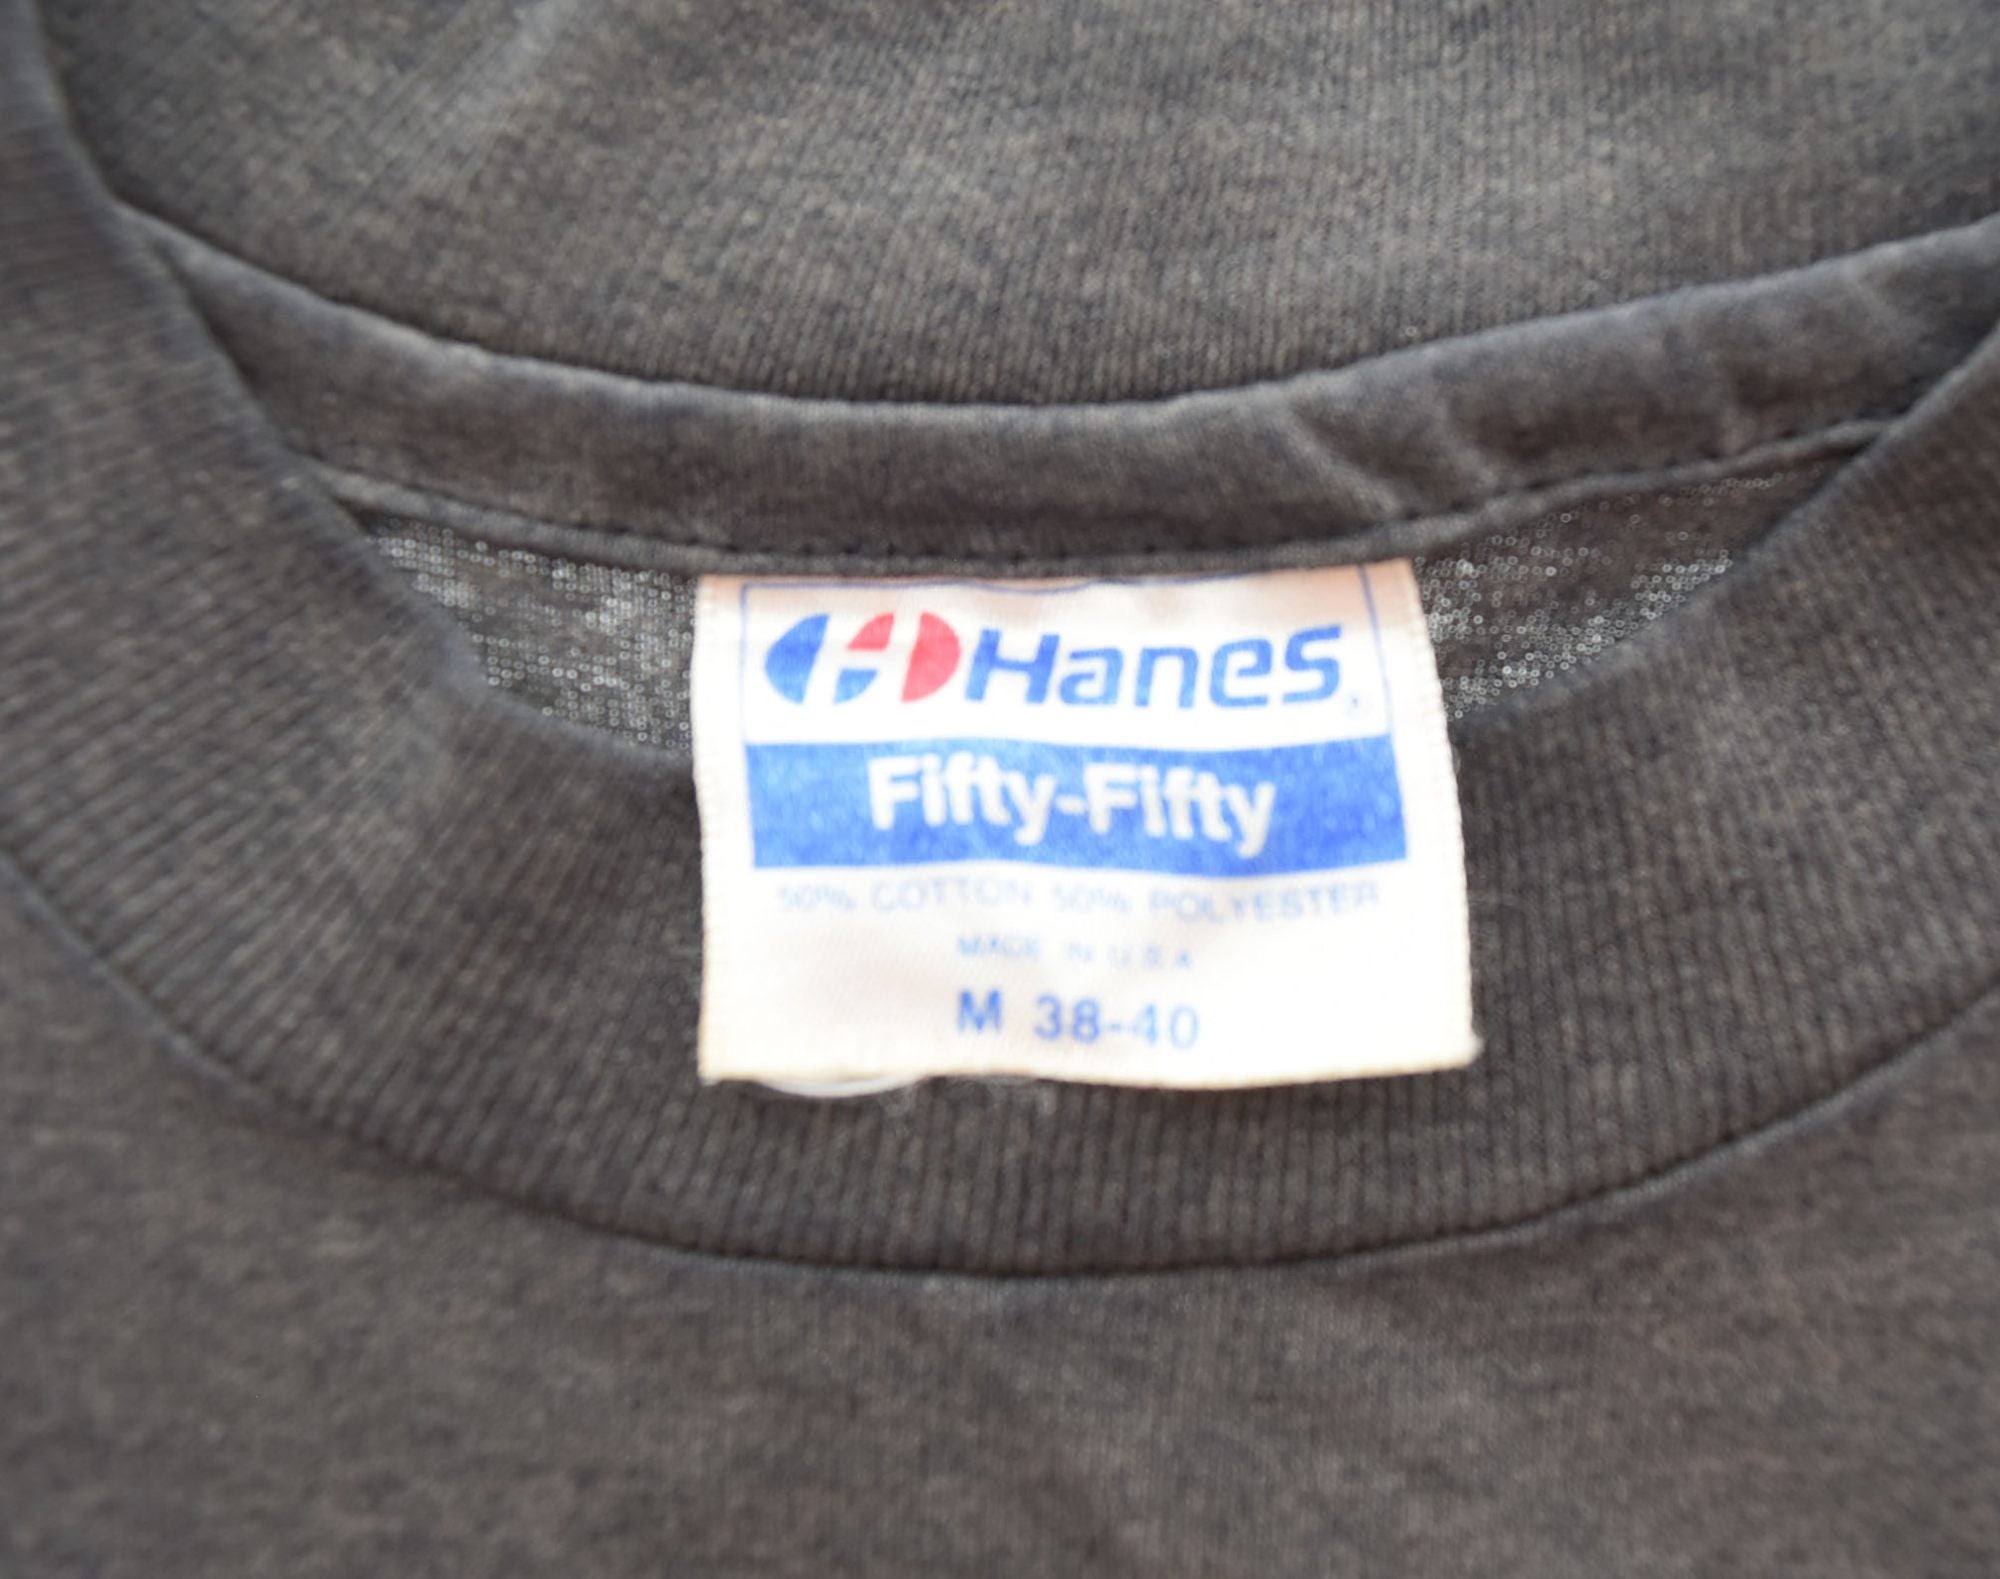 Hanes
Fifty-Fifty
50% COTTON 50% POLYESTER
MADE IN U.S.A
M 38-40